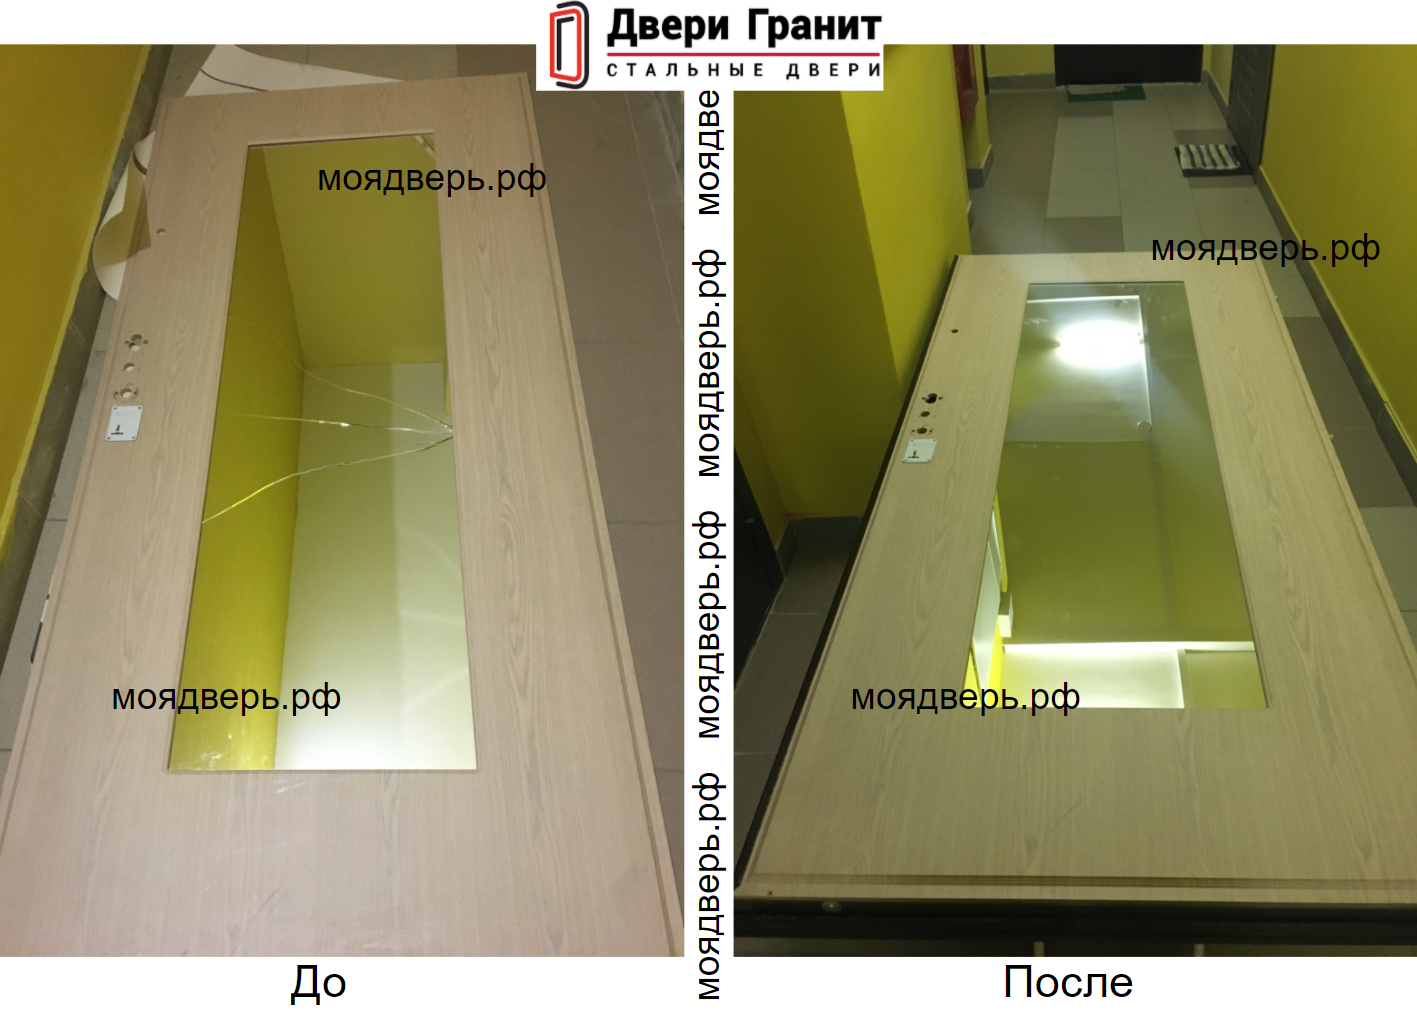 Двери Гранит
СТАЛЬНЫЕ ДВЕРИ
моядверь.рф
моядверь.рф
моядве
моядверь.рф
моядверь.рф
моядверь.рф
моядверь.рф
моядверь.рф
До
После